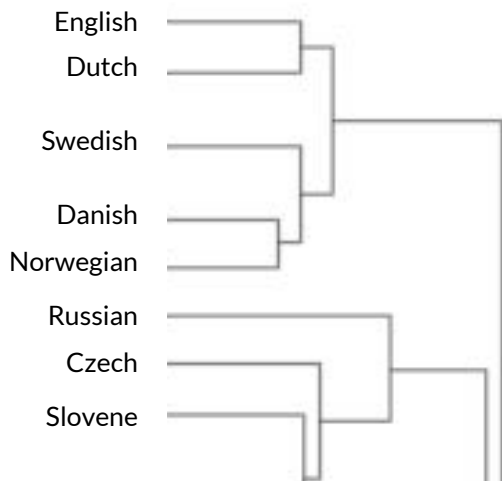 English
Dutch
Swedish
Danish
Norwegian
Russian
Czech
Slovene